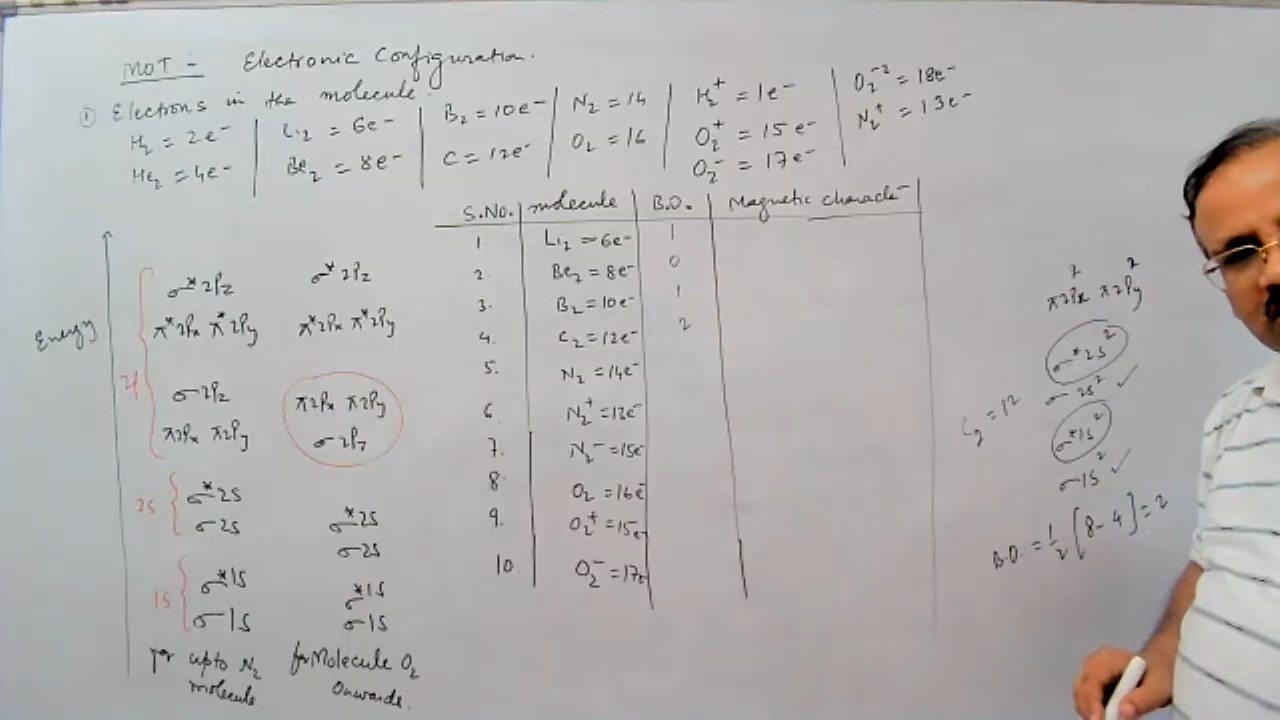 MOT :- Electronic Configuration.
① Electrons in the molecule.
H₂ = 2e⁻
He₂ = 4e⁻
Li₂ = 6e⁻
Be₂ = 8e⁻
B₂ = 10e⁻
C = 12e⁻
N₂ = 14
O₂ = 16
H₂⁺ = 1e⁻
O₂⁺ = 15e⁻
O₂⁻ = 17e⁻
O₂⁻² = 18e⁻
N₂⁺ = 13e⁻
S.No. molecule B.O. Magnetic character
1. Li₂ = 6e⁻ 1
2. Be₂ = 8e⁻ 0
3. B₂ = 10e⁻ 1
4. C₂ = 12e⁻ 2
5. N₂ = 14e⁻
6. N₂⁺ = 13e⁻
7. N₂⁻ = 15e⁻
8. O₂ = 16e⁻
9. O₂⁺ = 15e⁻
10. O₂⁻ = 17e⁻
Energy
2p
σ*2Pz
π*2Px π*2Py
σ2Pz
π2Px π2Py
2s
σ*2s
σ2s
1s
σ*1s
σ1s
for upto N₂
molecule
σ*2Pz
π*2Px π*2Py
π2Px π2Py
σ2Pz
σ*2s
σ2s
σ*1s
σ1s
for Molecule O₂
Onwards.
C₂ = 12
π2Px² π2Py²
σ*2s²
σ2s² ✓
σ*1s²
σ1s² ✓
B.O. = ½ [8-4] = 2